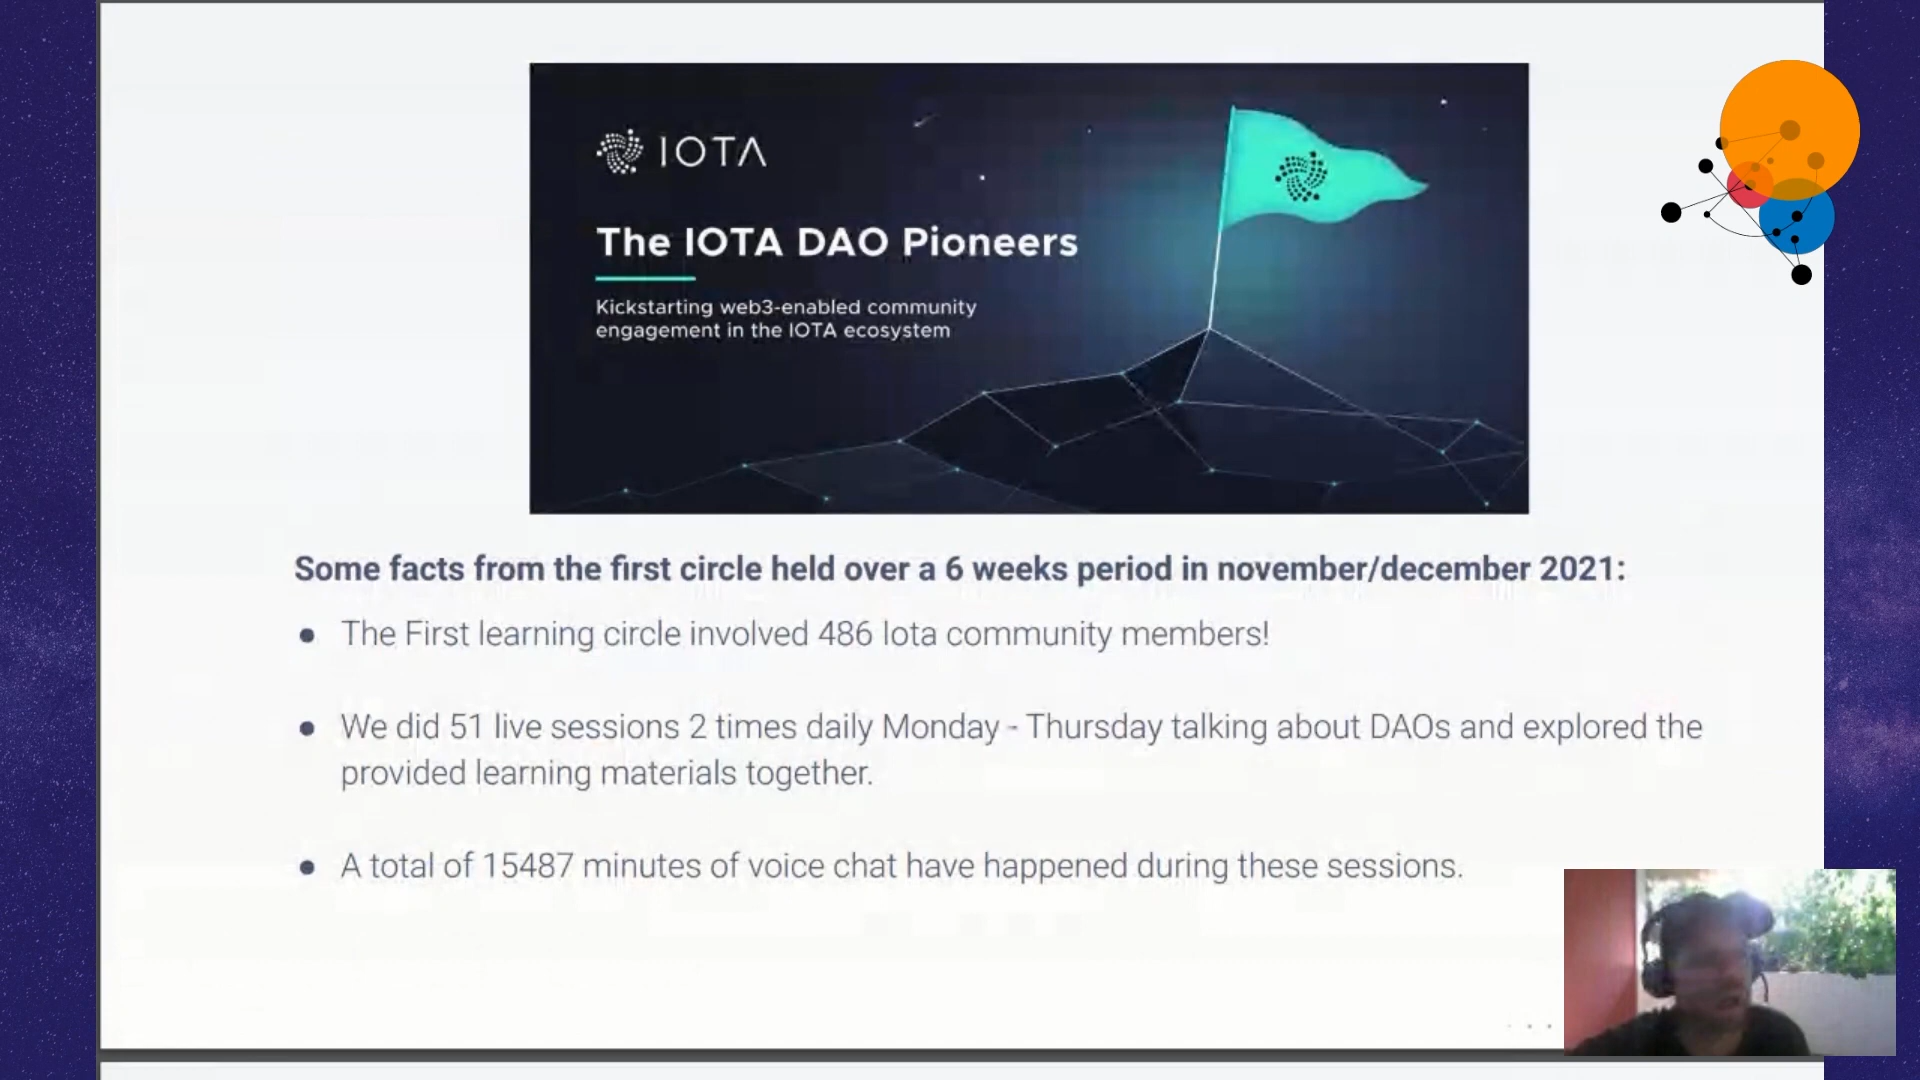 IOTA
The IOTA DAO Pioneers
Kickstarting web3-enabled community
engagement in the IOTA ecosystem
Some facts from the first circle held over a 6 weeks period in november/december 2021:
● The First learning circle involved 486 Iota community members!
● We did 51 live sessions 2 times daily Monday - Thursday talking about DAOs and explored the
provided learning materials together.
● A total of 15487 minutes of voice chat have happened during these sessions.